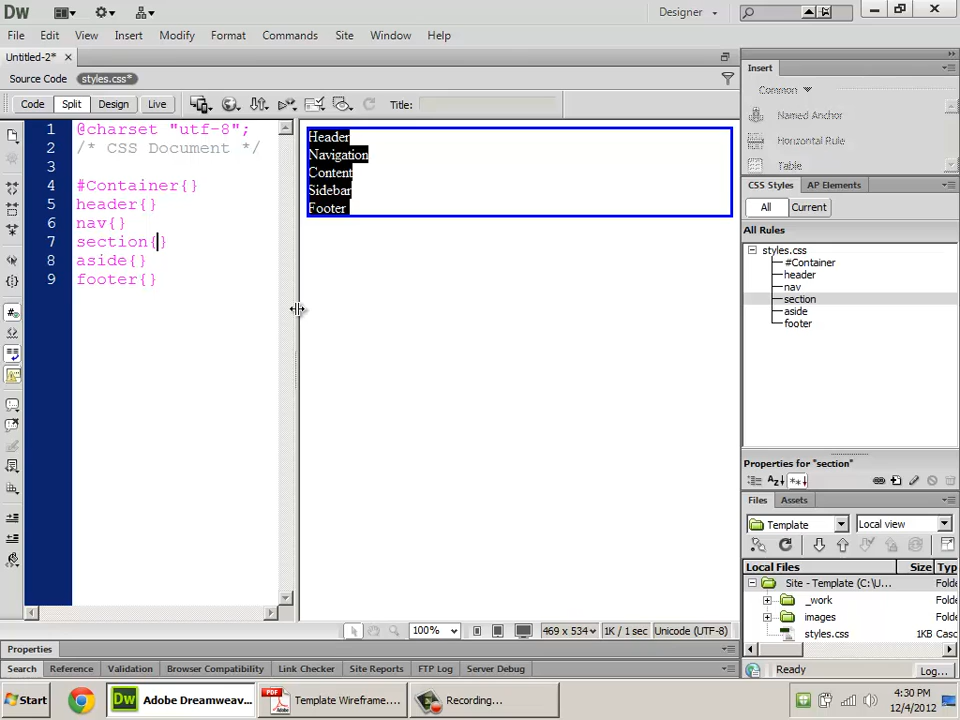 Dw
Designer
File Edit View Insert Modify Format Commands Site Window Help
Untitled-2*
Source Code styles.css*
Code Split Design Live Title:
1 @charset "utf-8";
2 /* CSS Document */
3
4 #Container{}
5 header{}
6 nav{}
7 section{}
8 aside{}
9 footer{}
Header
Navigation
Content
Sidebar
Footer
100% 469 x 534 1K / 1 sec Unicode (UTF-8)
Properties
Search Reference Validation Browser Compatibility Link Checker Site Reports FTP Log Server Debug
Insert
Common
Named Anchor
Horizontal Rule
Table
CSS Styles AP Elements
All Current
All Rules
styles.css
#Container
header
nav
section
aside
footer
Properties for "section"
Files Assets
Template Local view
Local Files Size Typ
Site - Template (C:\U... Folde
_work Folde
images Folde
styles.css 1KB Casc
Ready Log...
Start Dw Adobe Dreamweav... Template Wireframe.... Recording...
4:30 PM
12/4/2012